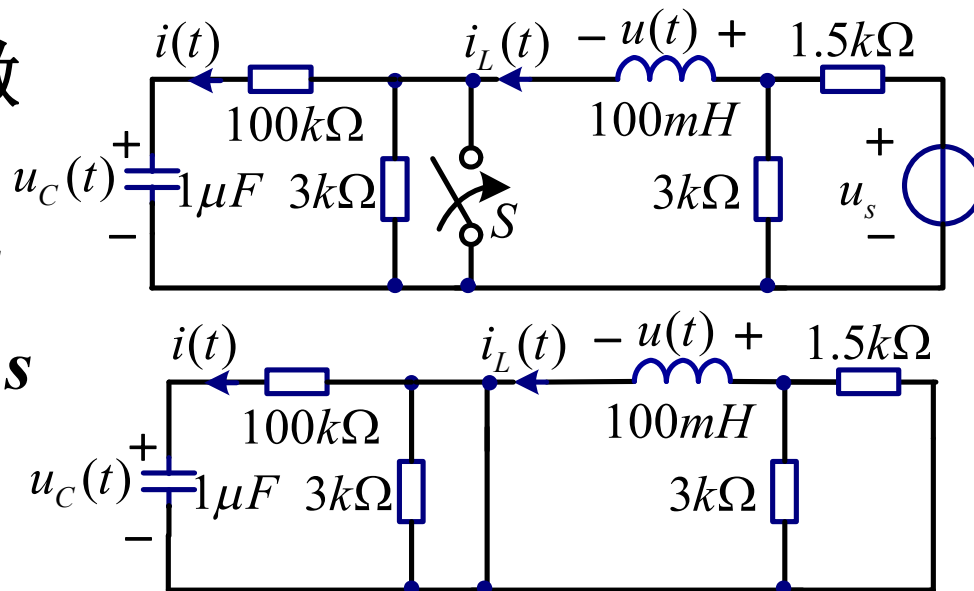 i(t) i_L(t) − u(t) + 1.5kΩ
100kΩ 100mH
+ u_C(t) − 1μF 3kΩ S 3kΩ + u_s −
i(t) i_L(t) − u(t) + 1.5kΩ
s
100kΩ 100mH
+ u_C(t) − 1μF 3kΩ 3kΩ